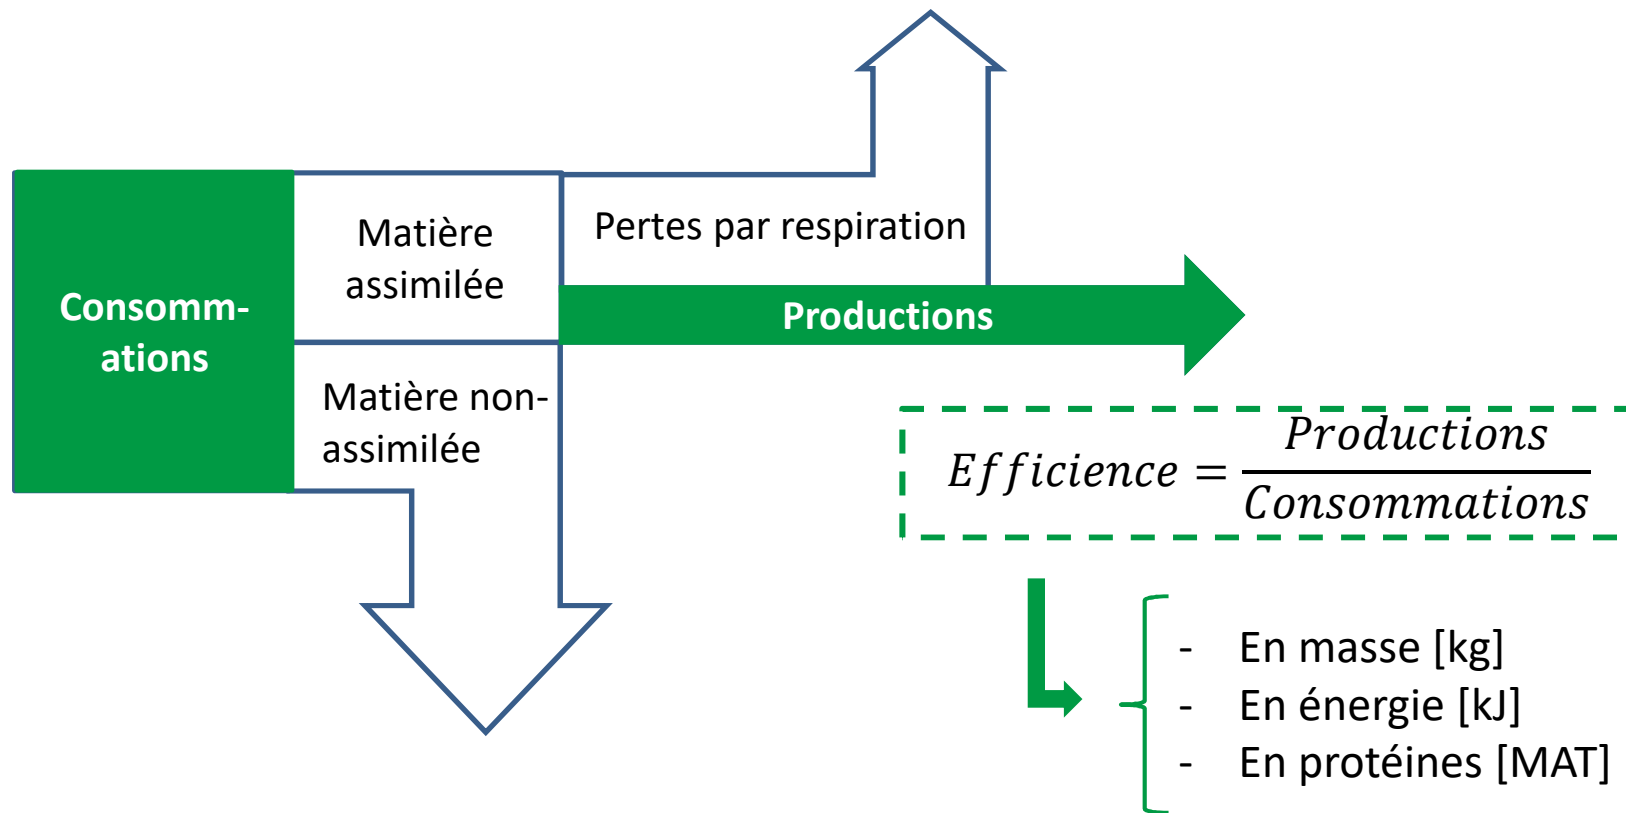 Consomm-
ations
Matière
assimilée
Matière non-
assimilée
Pertes par respiration
Productions
Efficience = Productions / Consommations
- En masse [kg]
- En énergie [kJ]
- En protéines [MAT]